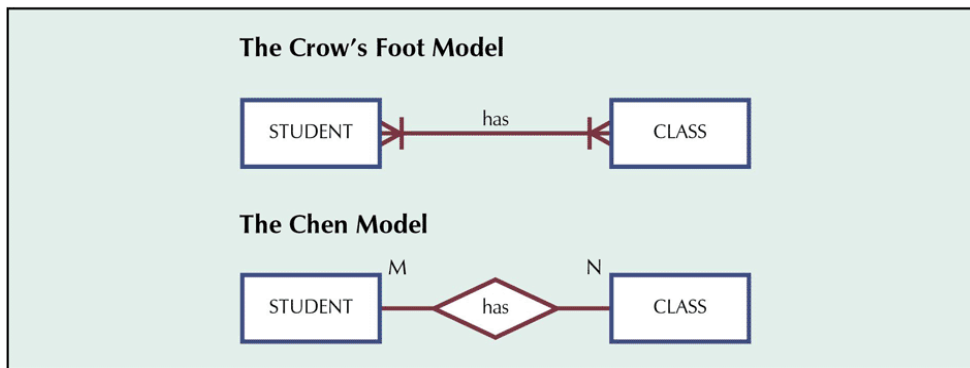 The Crow's Foot Model
STUDENT
has
CLASS
The Chen Model
M
N
STUDENT
has
CLASS